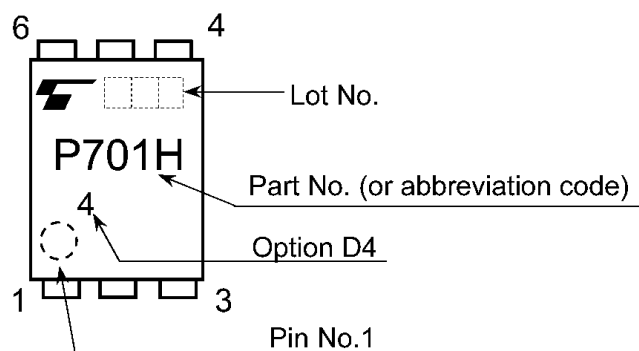 6 4
Lot No.
P701H
Part No. (or abbreviation code)
4
Option D4
1 3
Pin No.1